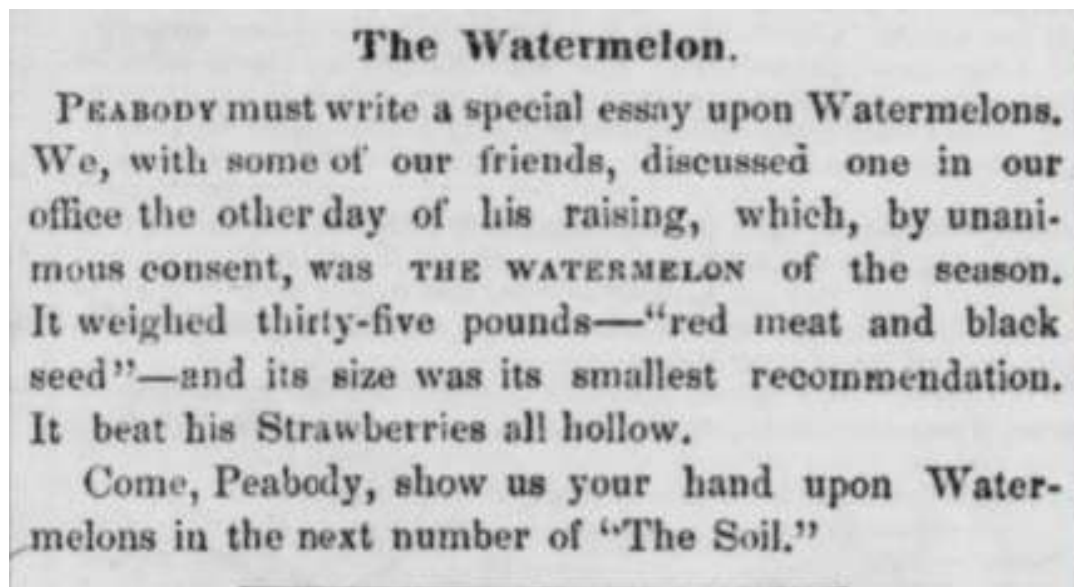 The Watermelon.
PEABODY must write a special essay upon Watermelons.
We, with some of our friends, discussed one in our
office the other day of his raising, which, by unani-
mous consent, was THE WATERMELON of the season.
It weighed thirty-five pounds—“red meat and black
seed”—and its size was its smallest recommendation.
It beat his Strawberries all hollow.
Come, Peabody, show us your hand upon Water-
melons in the next number of “The Soil.”